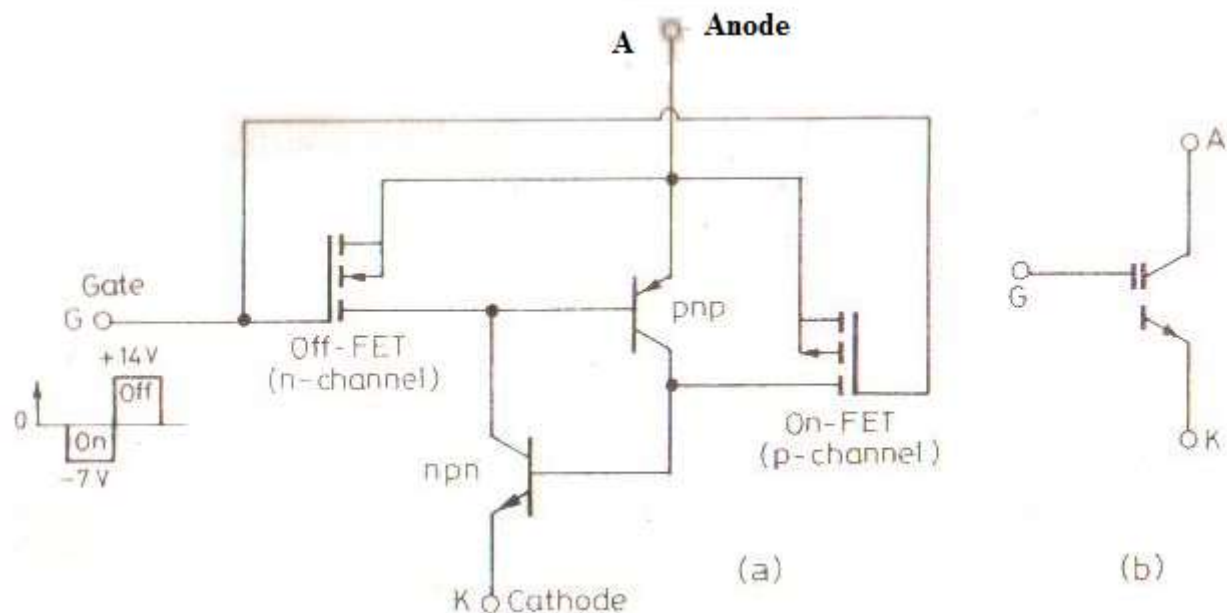 A Anode
Gate
G
+14V
Off
0
On
-7V
Off-FET
(n-channel)
pnp
On-FET
(p-channel)
npn
K Cathode
(a)
A
G
K
(b)